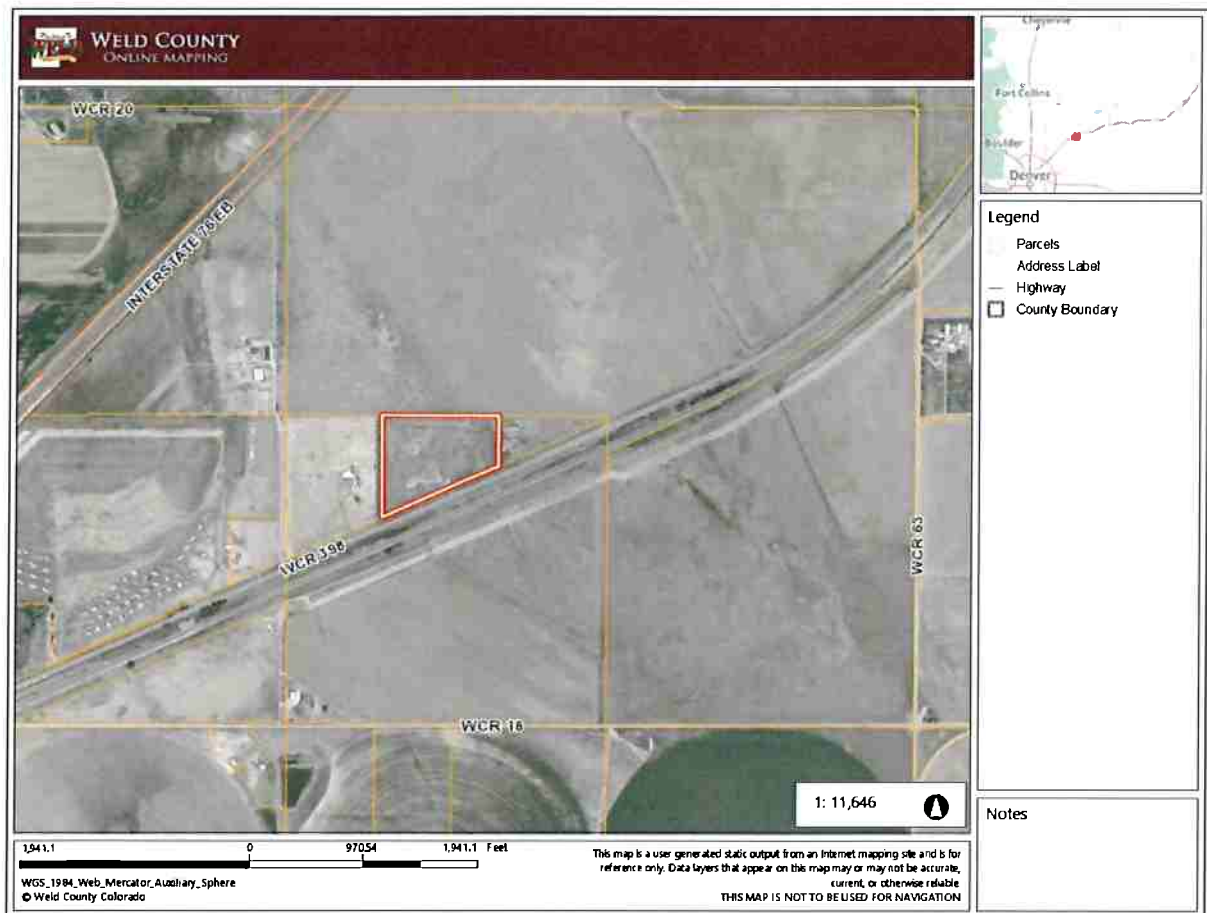 WELD COUNTY
ONLINE MAPPING
Cheyenne
Fort Collins
Boulder
Denver
WCR 20
INTERSTATE 76 EB
WCR 398
WCR 63
WCR 18
1: 11,646
Legend
Parcels
Address Label
Highway
County Boundary
Notes
1,941.1 0 970.54 1,941.1 Feet
WGS_1984_Web_Mercator_Auxiliary_Sphere
© Weld County Colorado
This map is a user generated static output from an Internet mapping site and is for
reference only. Data layers that appear on this map may or may not be accurate,
current, or otherwise reliable.
THIS MAP IS NOT TO BE USED FOR NAVIGATION